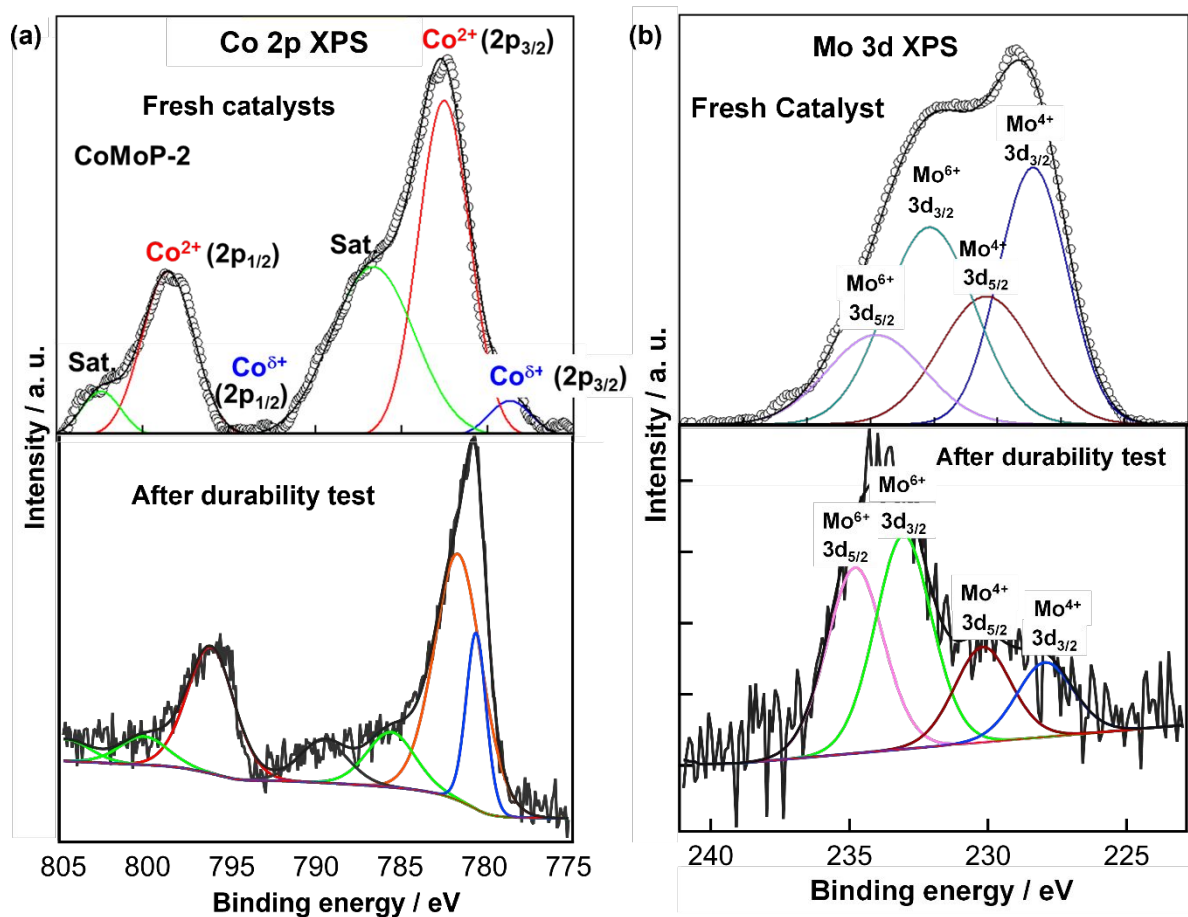 (a)
Co 2p XPS
Co²⁺ (2p₃/₂)
Fresh catalysts
CoMoP-2
Sat.
Co²⁺ (2p₁/₂)
Sat.
Coᵟ⁺
(2p₁/₂)
Coᵟ⁺ (2p₃/₂)
After durability test
Intensity / a. u.
805 800 795 790 785 780 775
Binding energy / eV
(b)
Mo 3d XPS
Fresh Catalyst
Mo⁴⁺
3d₃/₂
Mo⁶⁺
3d₃/₂
Mo⁴⁺
3d₅/₂
Mo⁶⁺
3d₅/₂
After durability test
Mo⁶⁺
3d₃/₂
Mo⁶⁺
3d₅/₂
Mo⁴⁺
3d₅/₂
Mo⁴⁺
3d₃/₂
Intensity / a. u.
240 235 230 225
Binding energy / eV